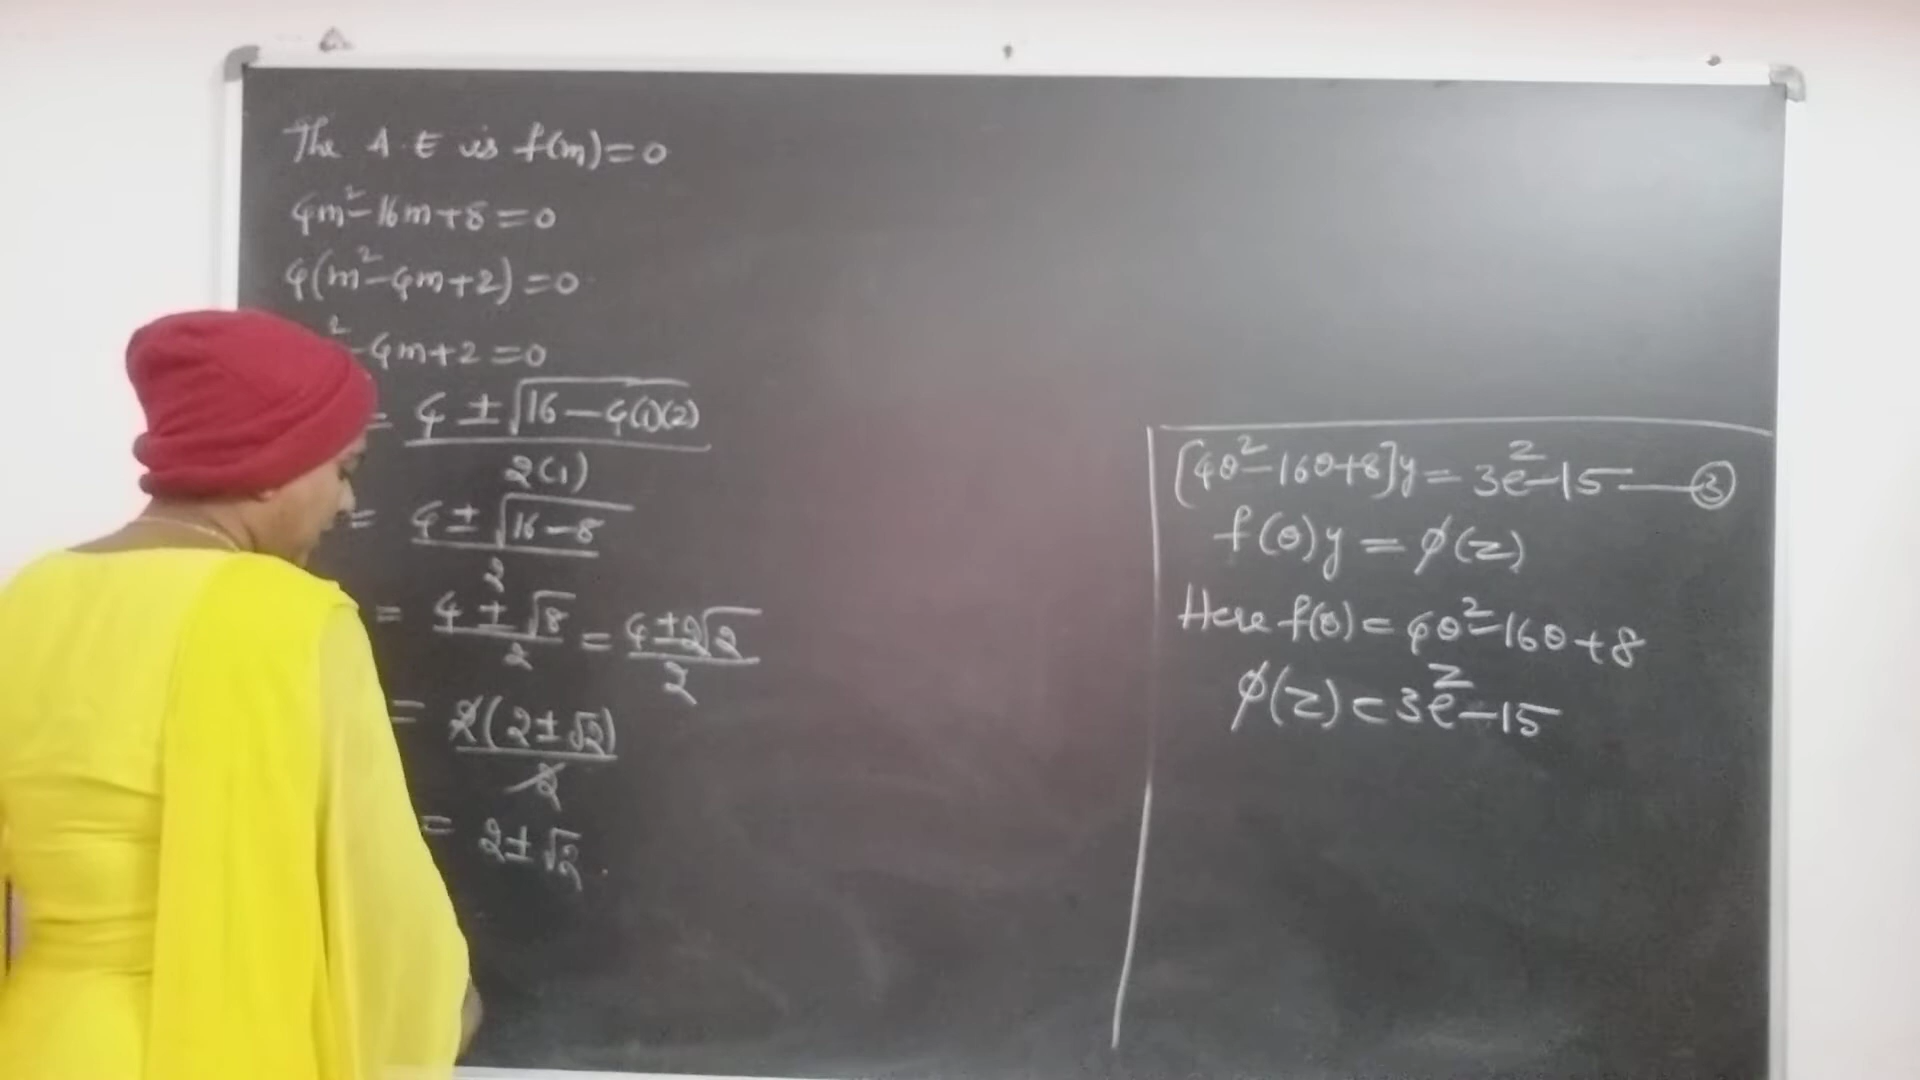 The A.E is f(m)=0
4m²-16m+8=0
4(m²-4m+2)=0
²-4m+2=0
= 4 ± √16-4(1)(2)
2(1)
= 4 ± √16-8
2
= 4 ± √8 = 4 ± 2√2
2 2
= 2(2±√2)
2
= 2±√2.
[4θ²-16θ+8]y = 3e^z-15 — ③
f(θ)y = ϕ(z)
Here f(θ) = 4θ²-16θ+8
ϕ(z) = 3e^z-15